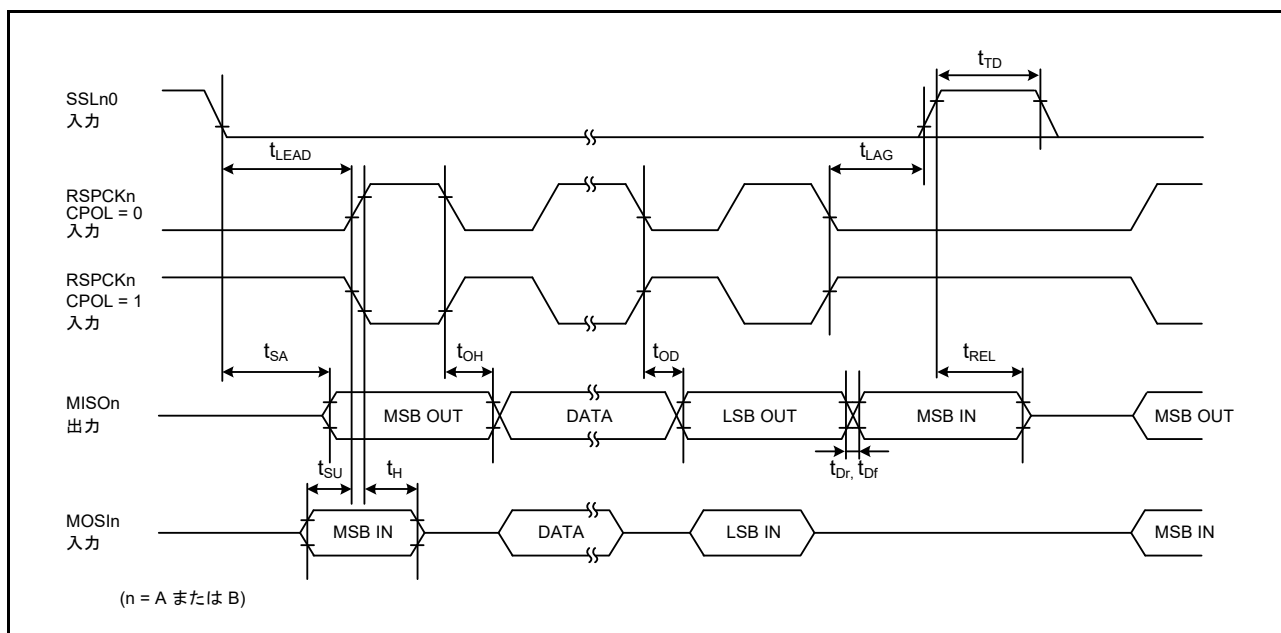 SSLn0
入力
tTD
tLEAD
tLAG
RSPCKn
CPOL = 0
入力
RSPCKn
CPOL = 1
入力
tSA
tOH
tOD
tREL
MISOn
出力
MSB OUT
DATA
LSB OUT
MSB IN
MSB OUT
tSU
tH
tDr, tDf
MOSIn
入力
MSB IN
DATA
LSB IN
MSB IN
(n = A または B)